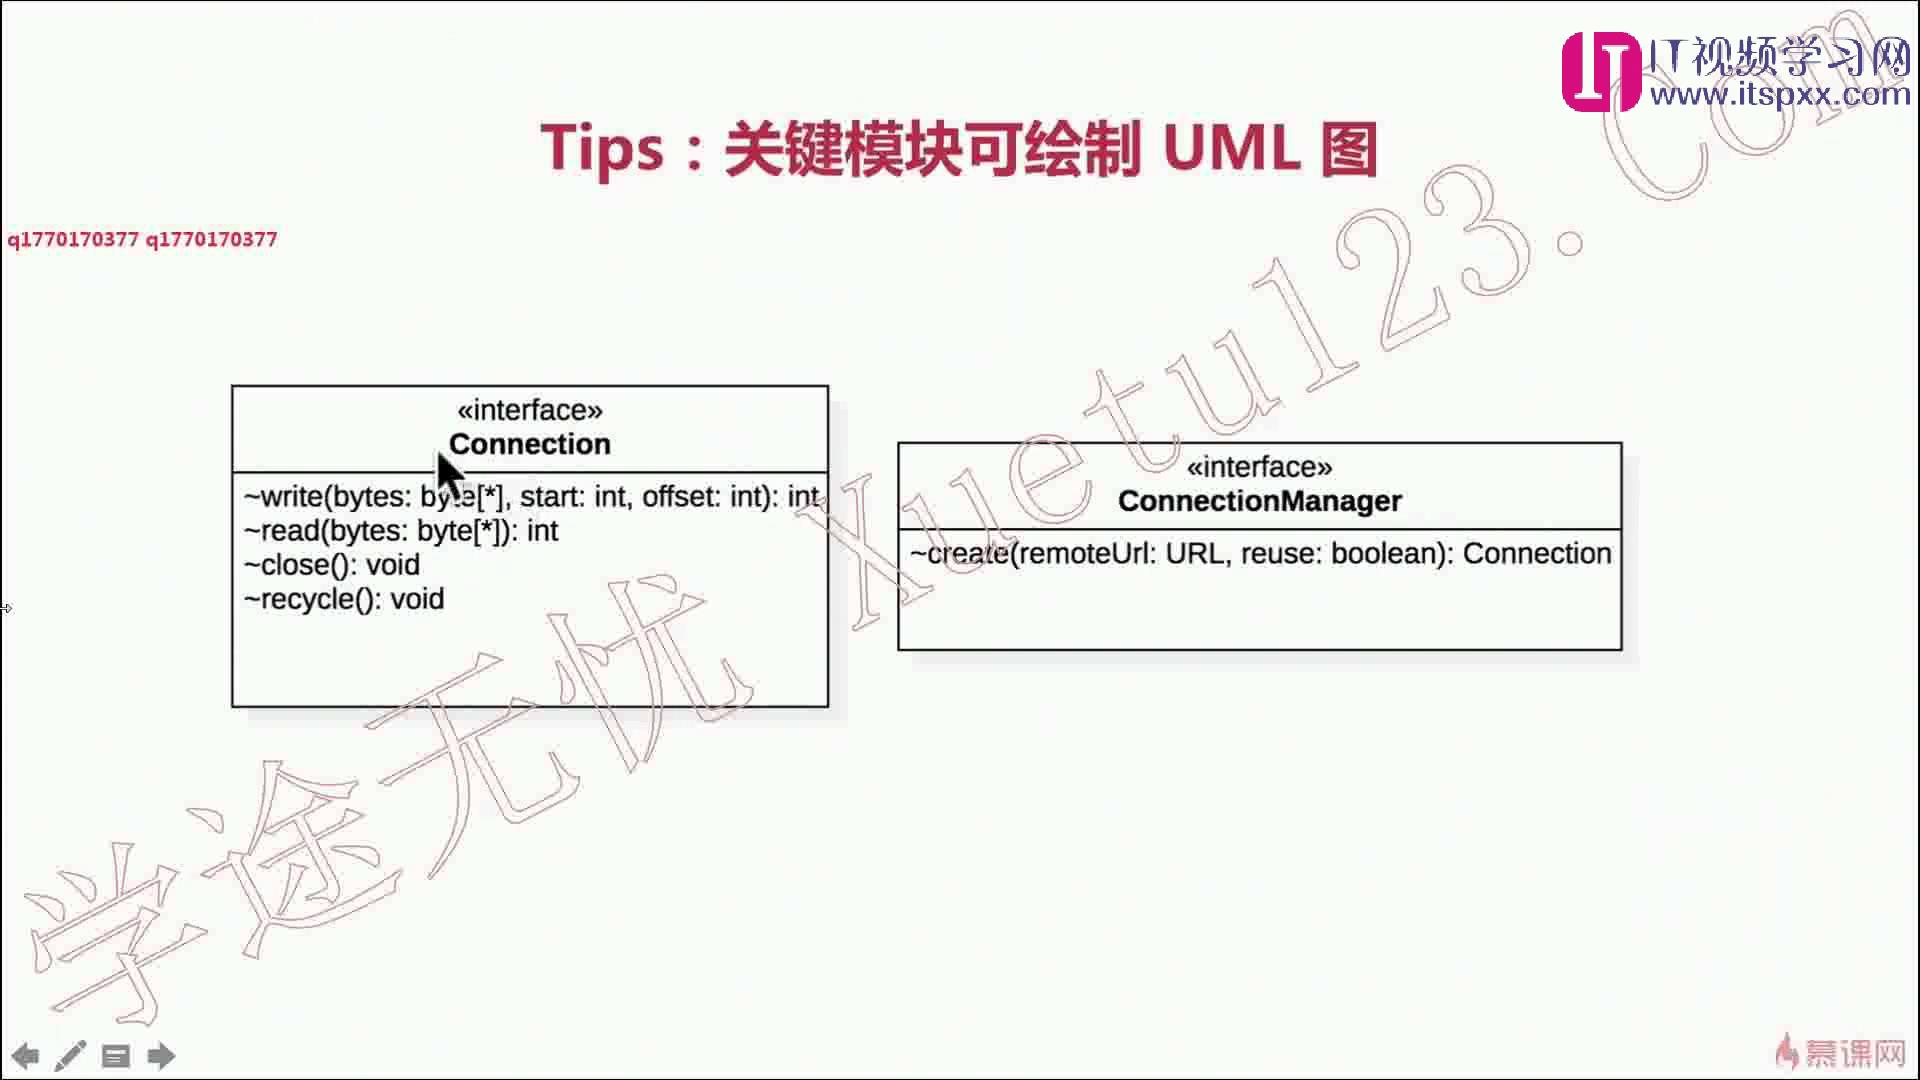 IT视频学习网
www.itspxx.com
Tips：关键模块可绘制 UML 图
q1770170377 q1770170377
«interface»
Connection
~write(bytes: byte[*], start: int, offset: int): int
~read(bytes: byte[*]): int
~close(): void
~recycle(): void
«interface»
ConnectionManager
~create(remoteUrl: URL, reuse: boolean): Connection
学途无忧 Xuetu123.Com
慕课网